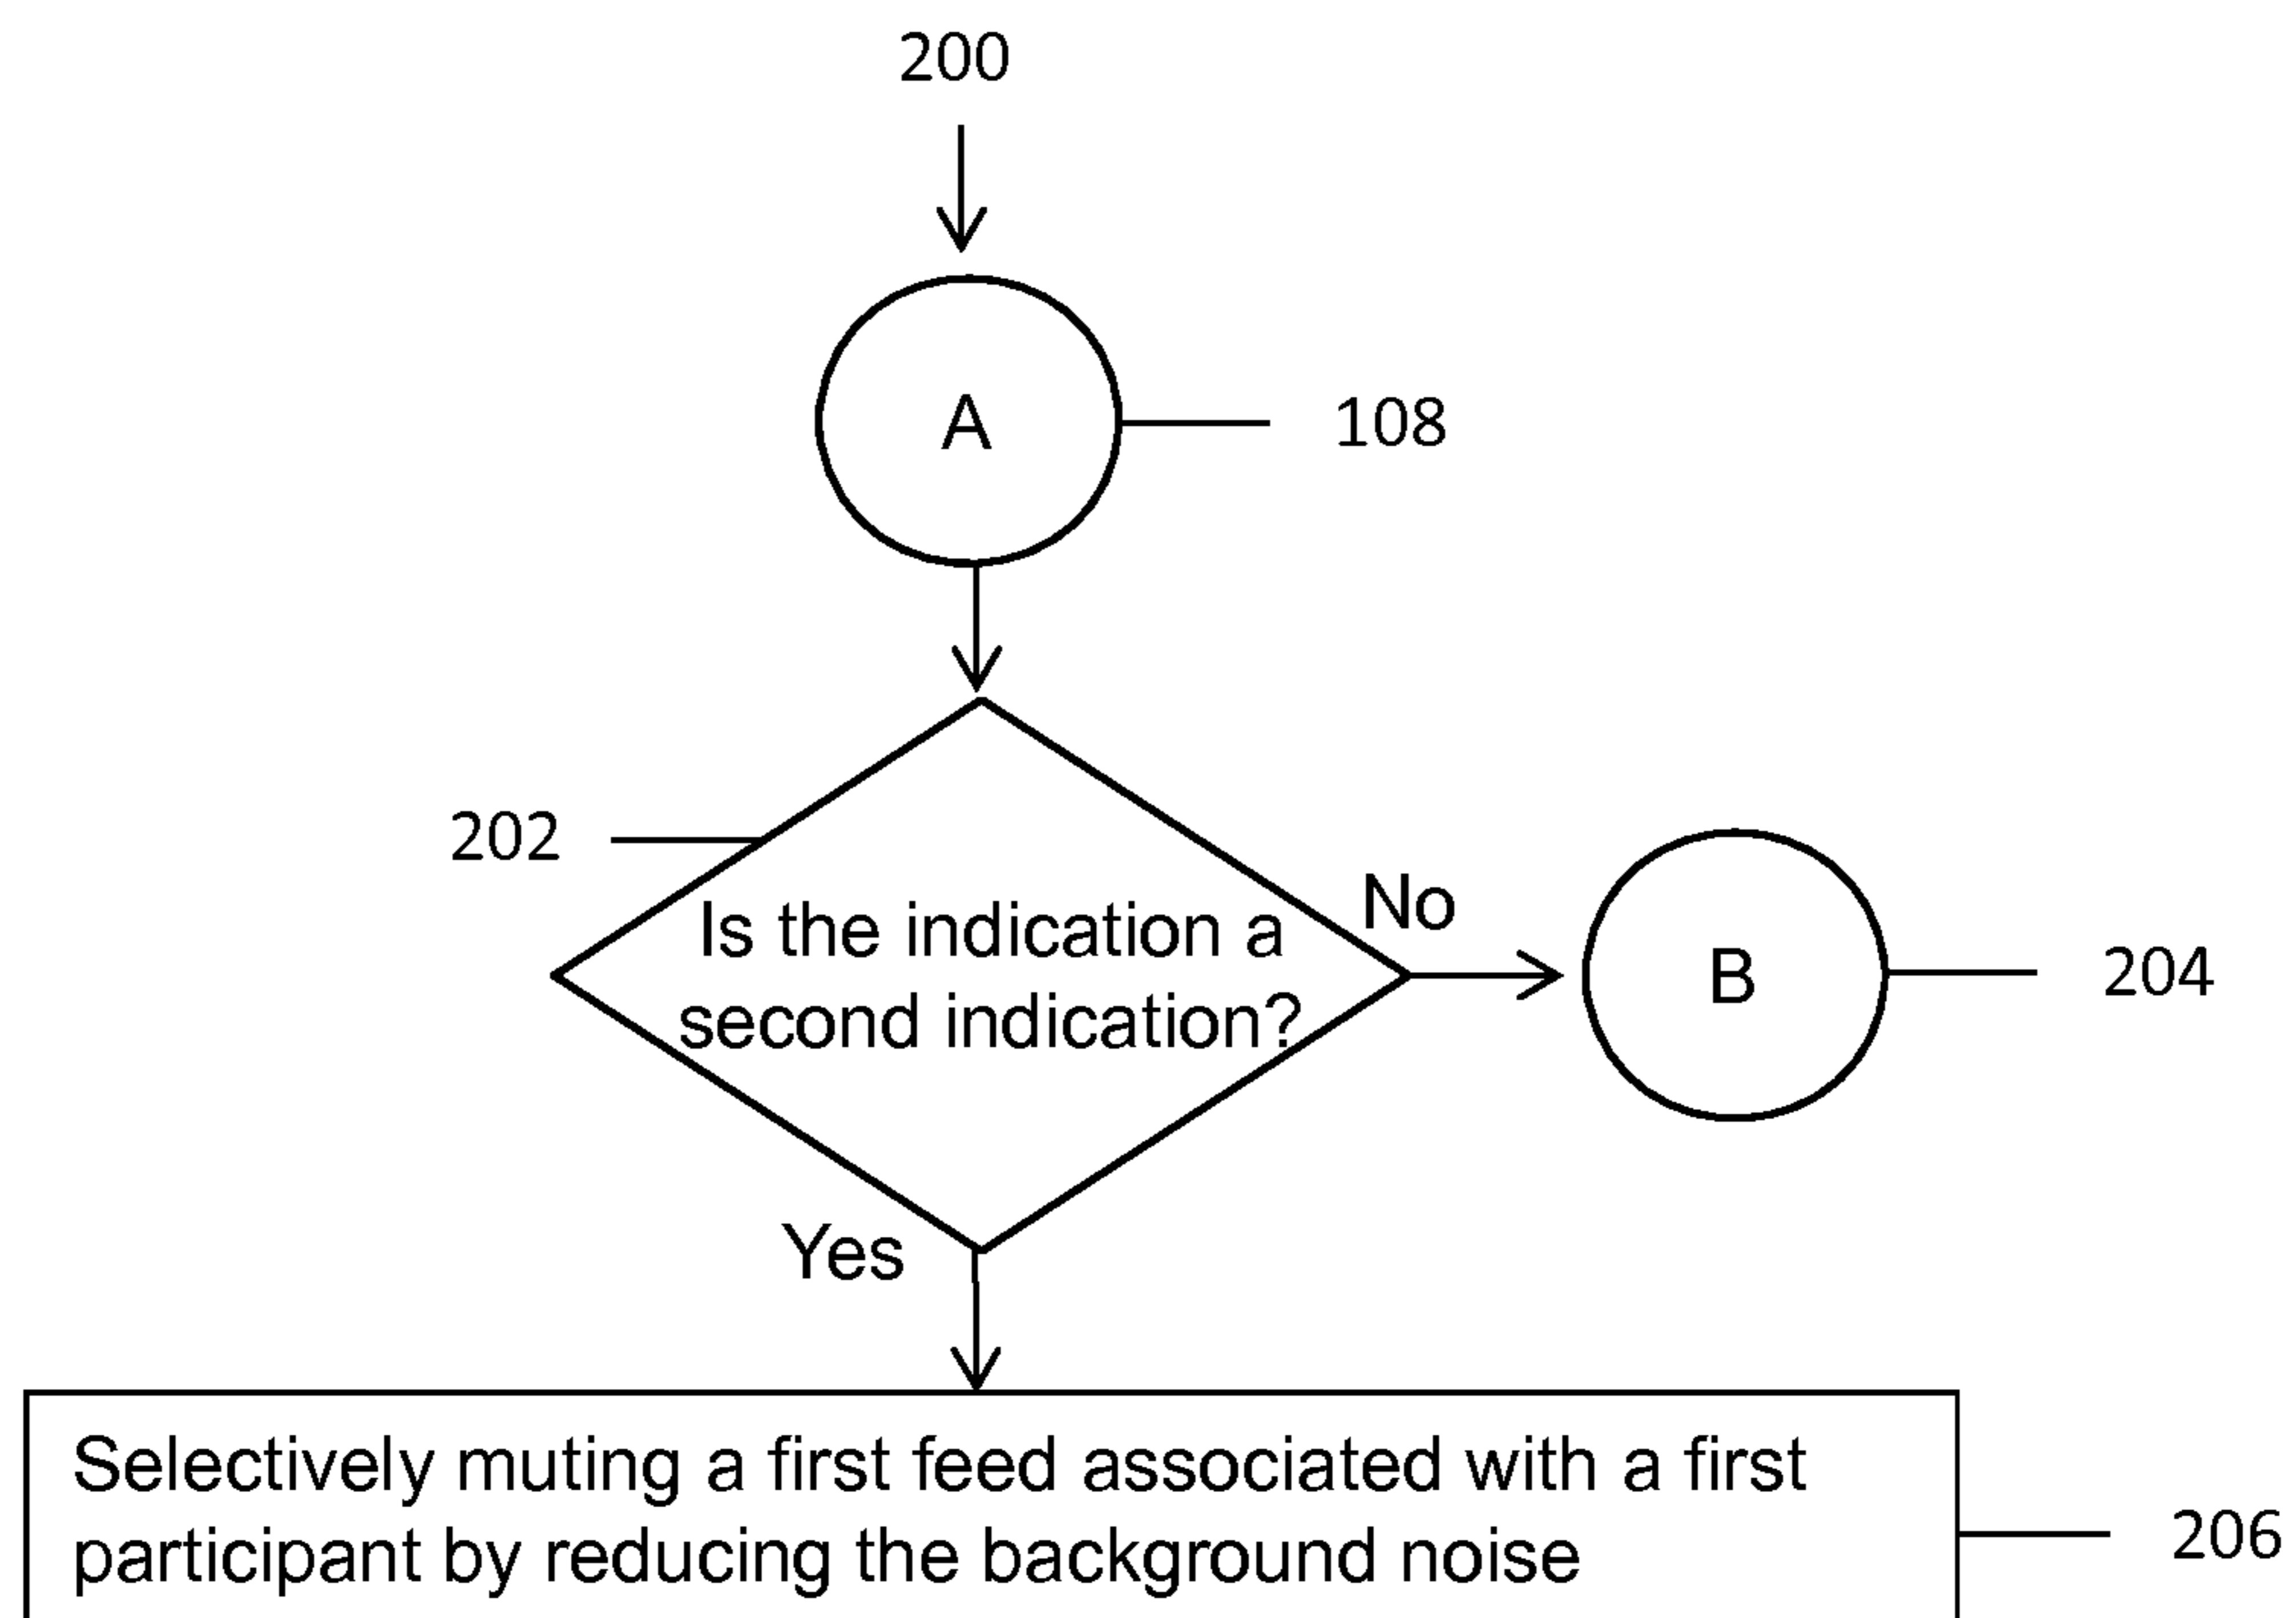 200
A
108
202
Is the indication a
second indication?
No
B
204
Yes
Selectively muting a first feed associated with a first
participant by reducing the background noise
206